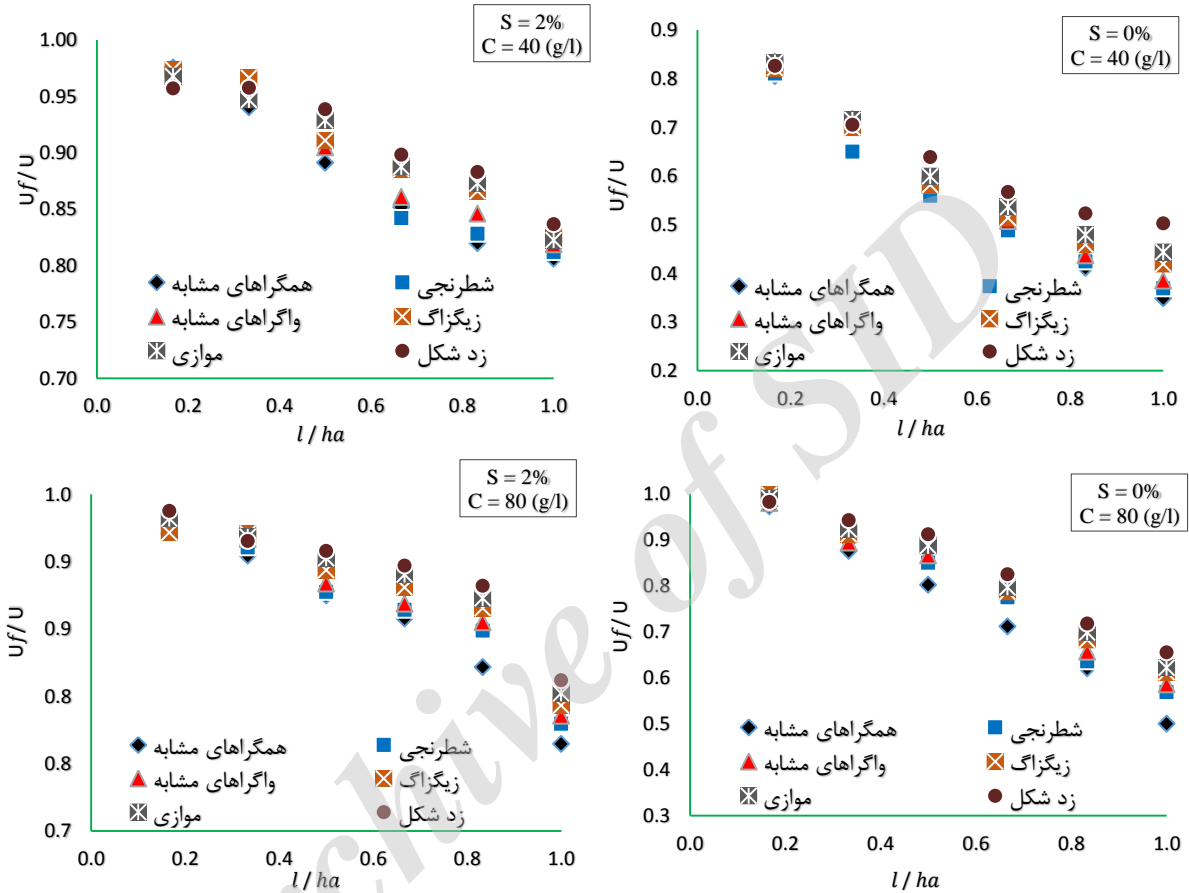 S = 2%
C = 40 (g/l)
1.00
0.95
0.90
0.85
0.80
0.75
0.70
Uf / U
همگراهای مشابه
شطرنجی
واگراهای مشابه
زیگزاگ
موازی
زد شکل
0.0 0.2 0.4 0.6 0.8 1.0
l / ha
S = 0%
C = 40 (g/l)
0.9
0.8
0.7
0.6
0.5
0.4
0.3
0.2
Uf / U
همگراهای مشابه
شطرنجی
واگراهای مشابه
زیگزاگ
موازی
زد شکل
0.0 0.2 0.4 0.6 0.8 1.0
l / ha
S = 2%
C = 80 (g/l)
1.0
0.9
0.9
0.8
0.8
0.7
Uf / U
همگراهای مشابه
شطرنجی
واگراهای مشابه
زیگزاگ
موازی
زد شکل
0.0 0.2 0.4 0.6 0.8 1.0
l / ha
S = 0%
C = 80 (g/l)
1.0
0.9
0.8
0.7
0.6
0.5
0.4
0.3
Uf / U
همگراهای مشابه
شطرنجی
واگراهای مشابه
زیگزاگ
موازی
زد شکل
0.0 0.2 0.4 0.6 0.8 1.0
l / ha
chive of SID